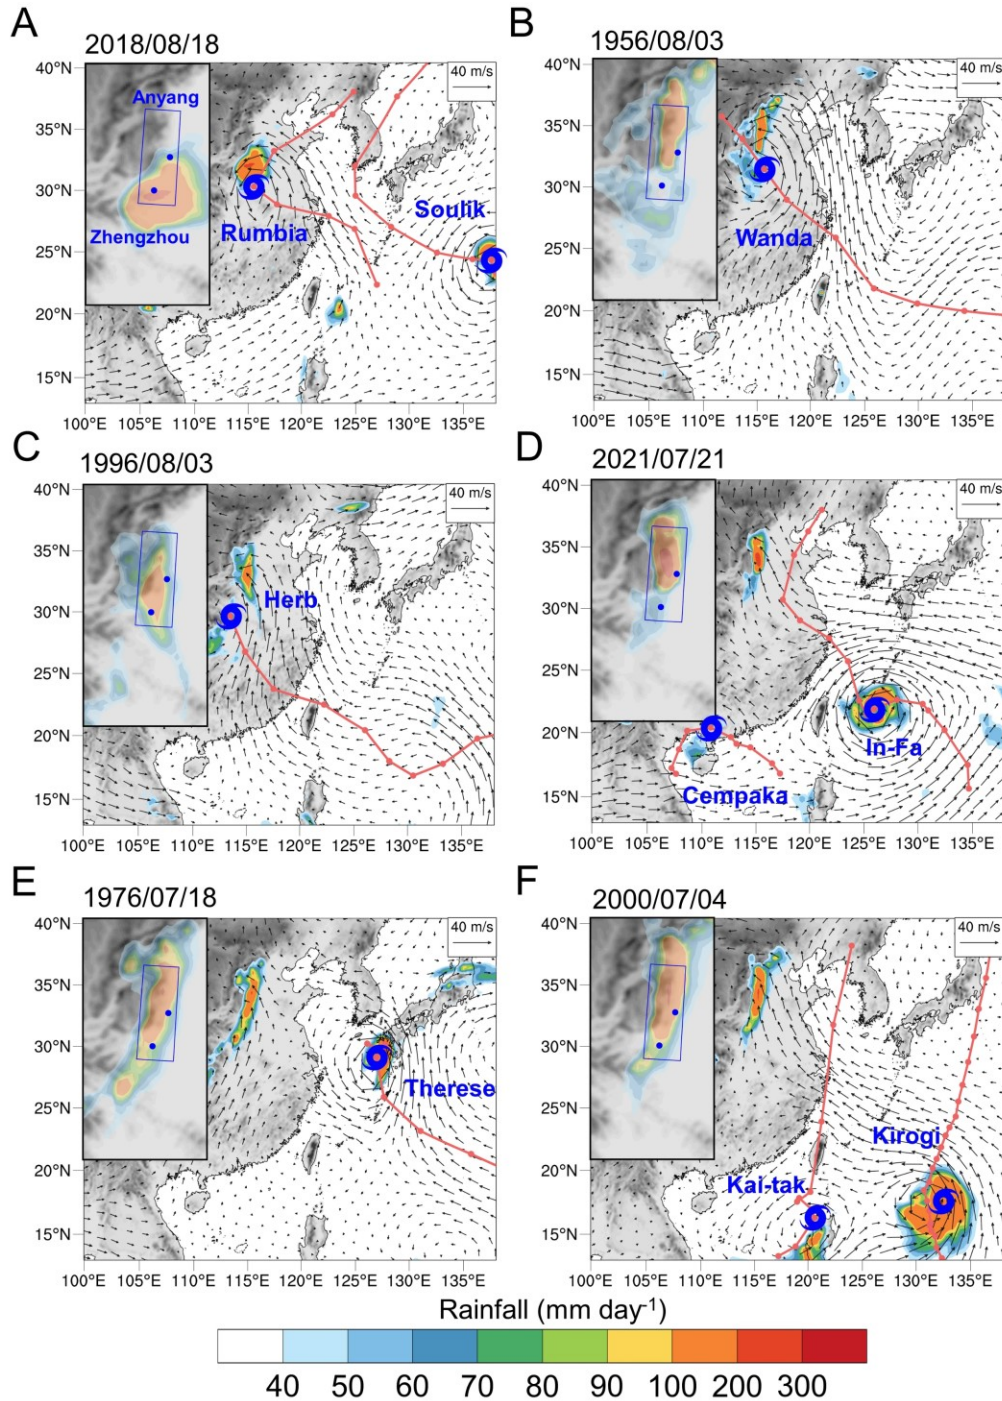 A
2018/08/18
40 m/s
40°N
35°N
30°N
25°N
20°N
15°N
Anyang
Zhengzhou
Rumbia
Soulik
100°E 105°E 110°E 115°E 120°E 125°E 130°E 135°E
B
1956/08/03
40 m/s
40°N
35°N
30°N
25°N
20°N
15°N
Wanda
100°E 105°E 110°E 115°E 120°E 125°E 130°E 135°E
C
1996/08/03
40 m/s
40°N
35°N
30°N
25°N
20°N
15°N
Herb
100°E 105°E 110°E 115°E 120°E 125°E 130°E 135°E
D
2021/07/21
40 m/s
40°N
35°N
30°N
25°N
20°N
15°N
In-Fa
Cempaka
100°E 105°E 110°E 115°E 120°E 125°E 130°E 135°E
E
1976/07/18
40 m/s
40°N
35°N
30°N
25°N
20°N
15°N
Therese
100°E 105°E 110°E 115°E 120°E 125°E 130°E 135°E
F
2000/07/04
40 m/s
40°N
35°N
30°N
25°N
20°N
15°N
Kirogi
Kai-tak
100°E 105°E 110°E 115°E 120°E 125°E 130°E 135°E
Rainfall (mm day⁻¹)
40 50 60 70 80 90 100 200 300